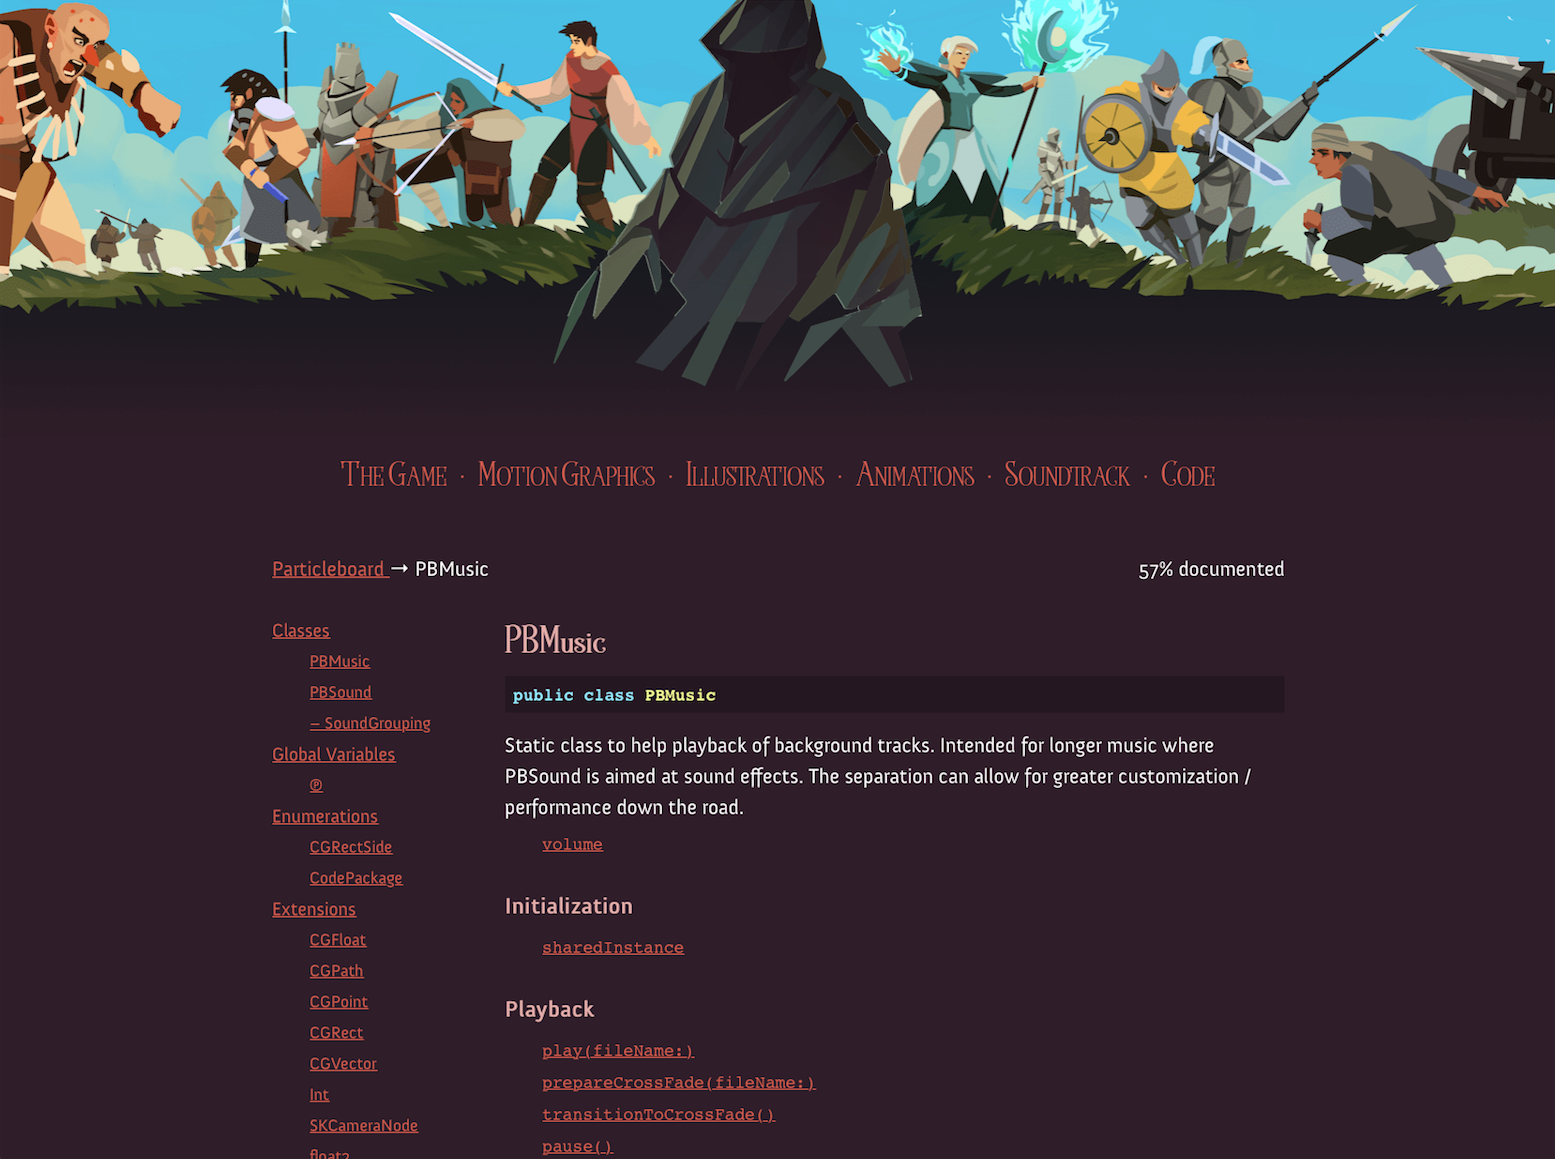 The Game · Motion Graphics · Illustrations · Animations · Soundtrack · Code
Particleboard → PBMusic
57% documented
Classes
PBMusic
PBSound
– SoundGrouping
Global Variables
℗
Enumerations
CGRectSide
CodePackage
Extensions
CGFloat
CGPath
CGPoint
CGRect
CGVector
Int
SKCameraNode
float2
PBMusic
public class PBMusic
Static class to help playback of background tracks. Intended for longer music where
PBSound is aimed at sound effects. The separation can allow for greater customization /
performance down the road.
volume
Initialization
sharedInstance
Playback
play(fileName:)
prepareCrossFade(fileName:)
transitionToCrossFade()
pause()